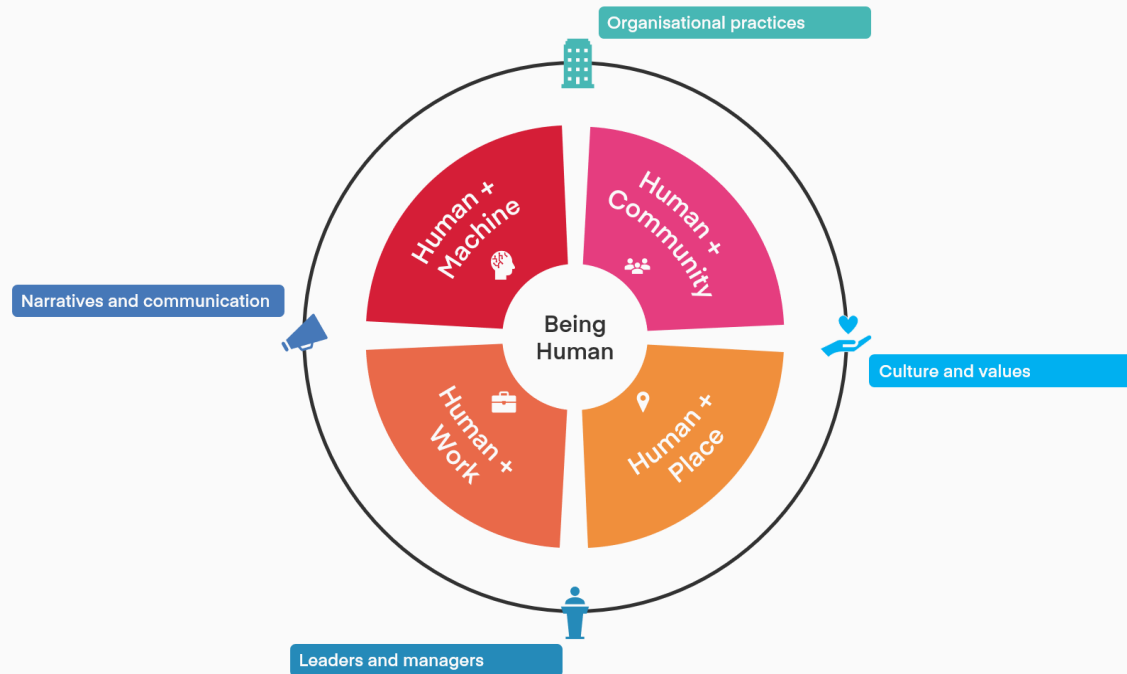 Organisational practices
Human +
Machine
Human +
Community
Narratives and communication
Being
Human
Culture and values
Human +
Work
Human +
Place
Leaders and managers